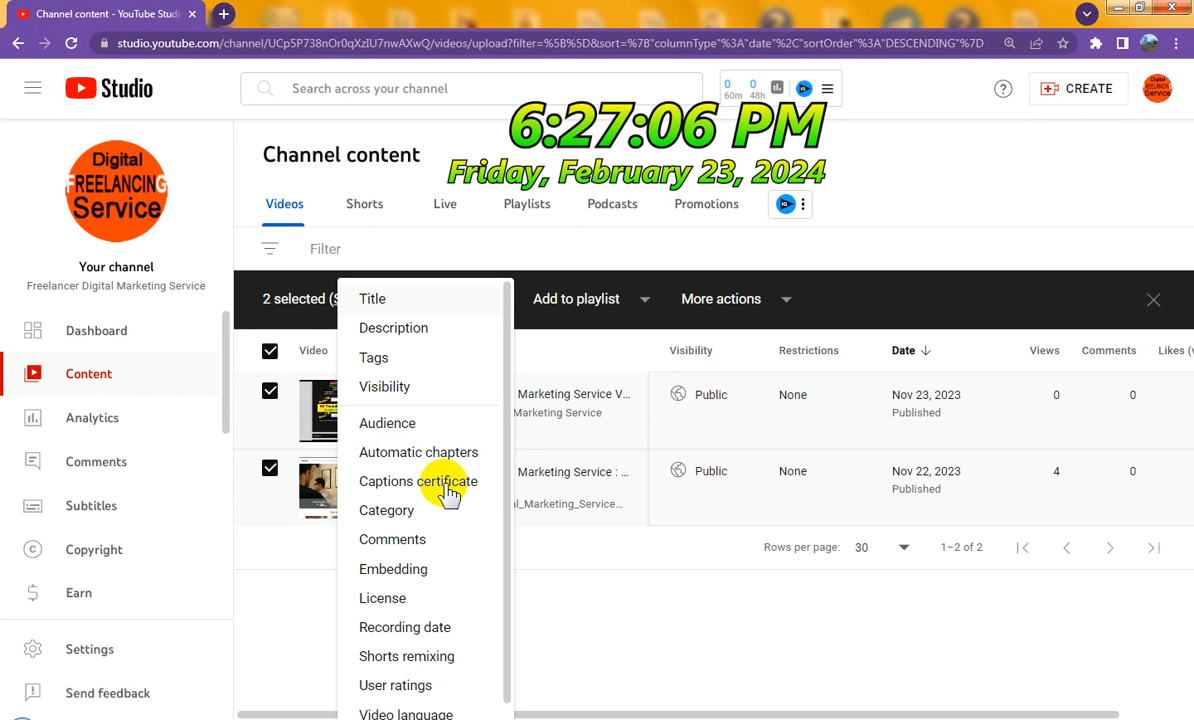 Channel content - YouTube Studi
studio.youtube.com/channel/UCp5P738nOr0qXzIU7nwAXwQ/videos/upload?filter=%5B%5D&sort=%7B"columnType"%3A"date"%2C"sortOrder"%3A"DESCENDING"%7D
Studio
Search across your channel
0
60m
0
48h
CREATE
Digital
FREELANCING
Service
6:27:06 PM
Friday, February 23, 2024
Channel content
Videos
Shorts
Live
Playlists
Podcasts
Promotions
Filter
Digital
FREELANCING
Service
Your channel
Freelancer Digital Marketing Service
Dashboard
Content
Analytics
Comments
Subtitles
Copyright
Earn
Settings
Send feedback
2 selected
Add to playlist
More actions
Title
Description
Tags
Visibility
Audience
Automatic chapters
Captions certificate
Category
Comments
Embedding
License
Recording date
Shorts remixing
User ratings
Video language
Video
Visibility
Restrictions
Date
Views
Comments
Likes (v
Marketing Service V...
Marketing Service
Public
None
Nov 23, 2023
Published
0
0
Marketing Service : ...
al_Marketing_Service...
Public
None
Nov 22, 2023
Published
4
0
Rows per page:
30
1–2 of 2